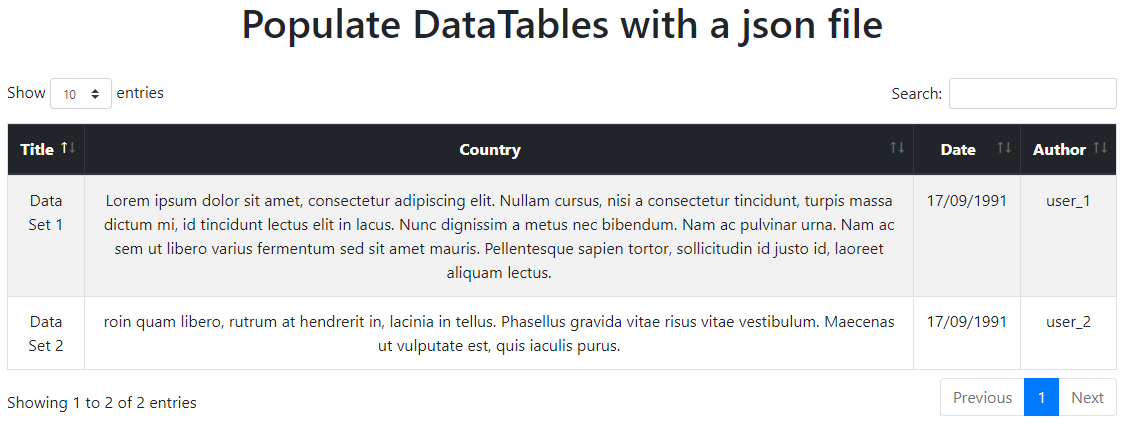 Populate DataTables with a json file
Show 10 entries
Search:
Title Country Date Author
Data Set 1
Lorem ipsum dolor sit amet, consectetur adipiscing elit. Nullam cursus, nisi a consectetur tincidunt, turpis massa
dictum mi, id tincidunt lectus elit in lacus. Nunc dignissim a metus nec bibendum. Nam ac pulvinar urna. Nam ac
sem ut libero varius fermentum sed sit amet mauris. Pellentesque sapien tortor, sollicitudin id justo id, laoreet
aliquam lectus.
17/09/1991
user_1
Data Set 2
roin quam libero, rutrum at hendrerit in, lacinia in tellus. Phasellus gravida vitae risus vitae vestibulum. Maecenas
ut vulputate est, quis iaculis purus.
17/09/1991
user_2
Showing 1 to 2 of 2 entries
Previous 1 Next